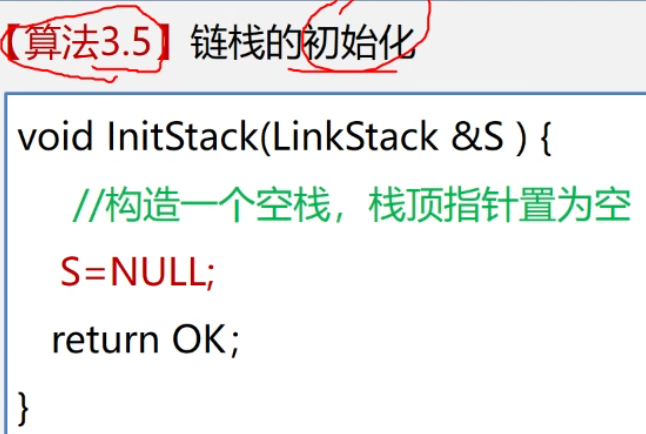 【算法3.5】链栈的初始化
void InitStack(LinkStack &S ) {
//构造一个空栈，栈顶指针置为空
S=NULL;
return OK；
}